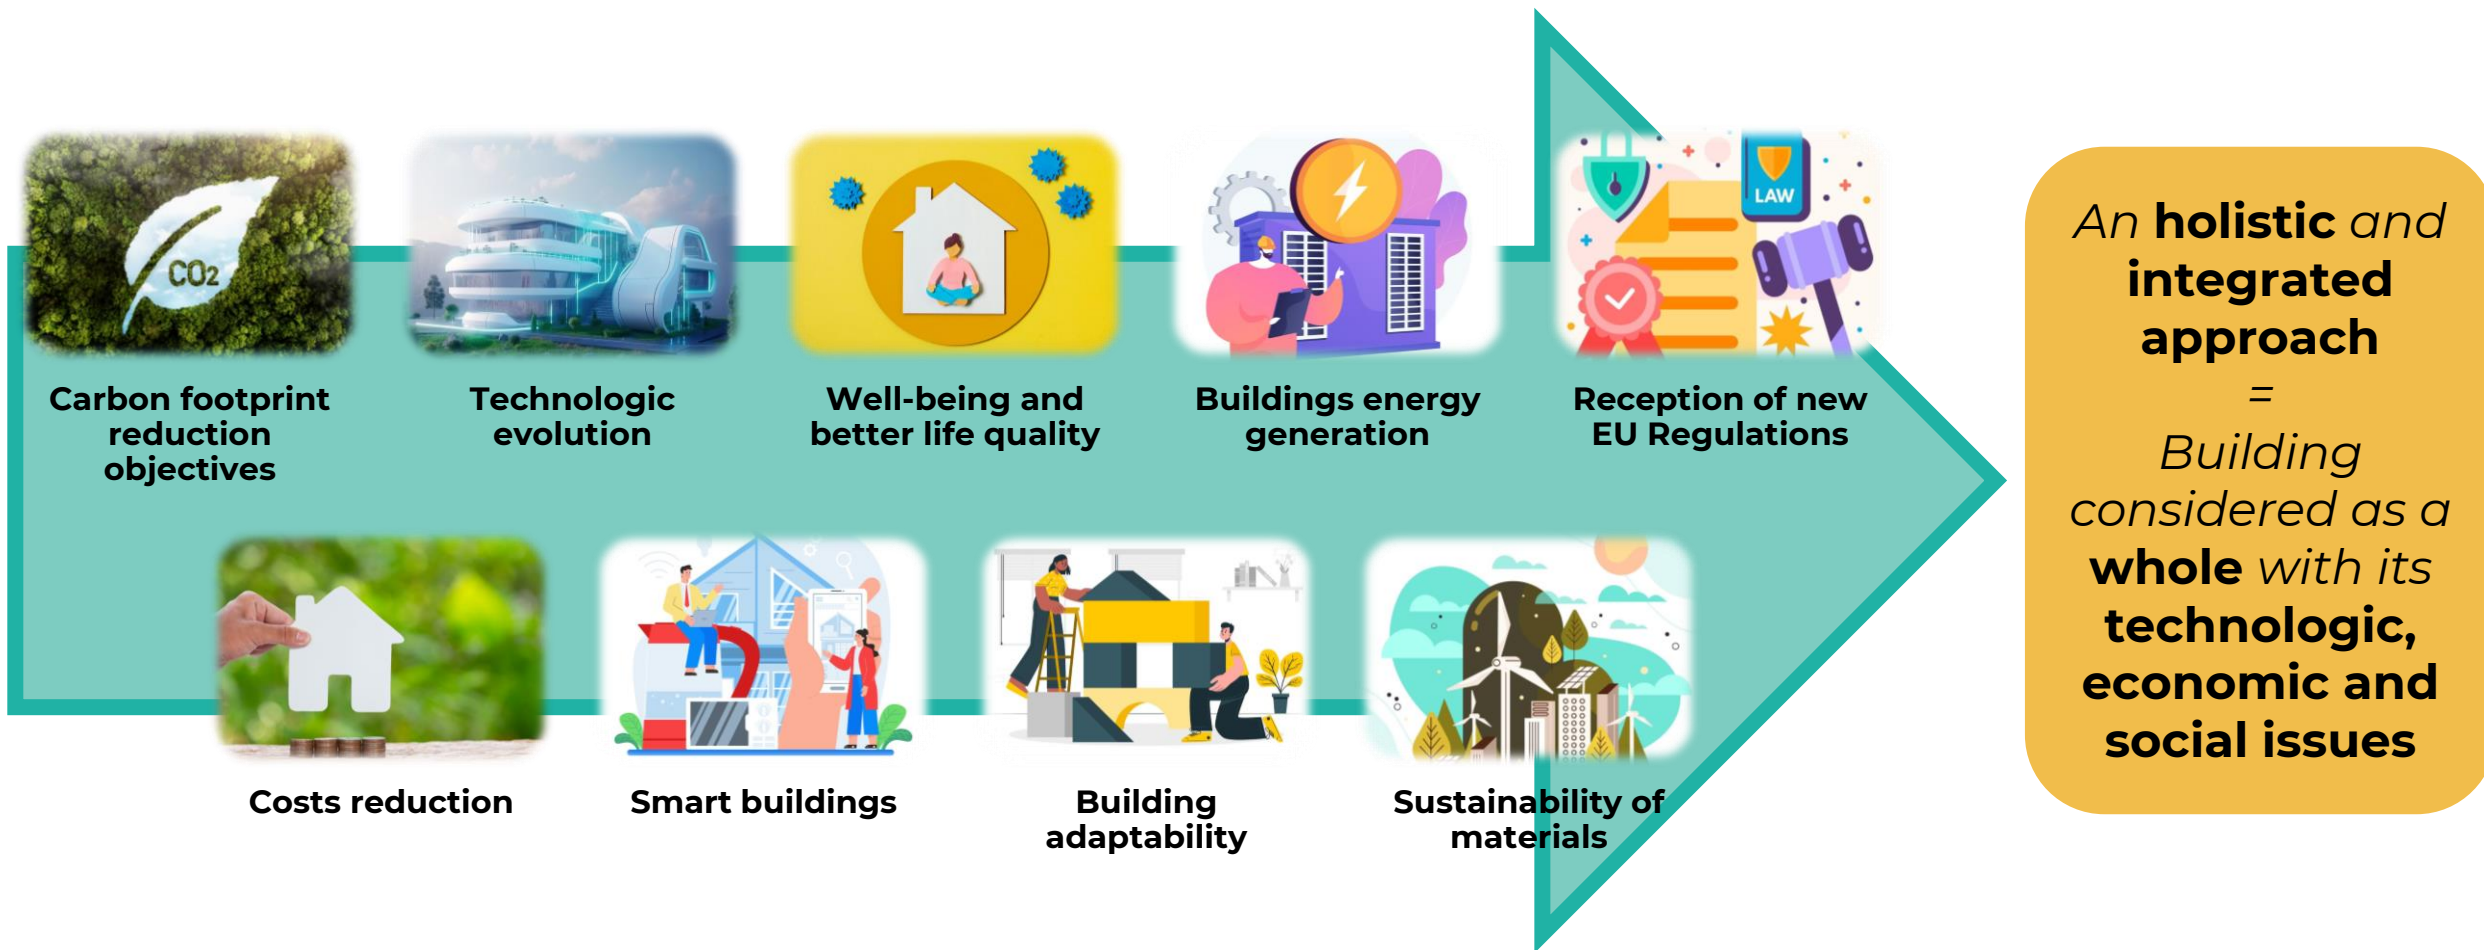 CO2
LAW
Carbon footprint
reduction
objectives
Technologic
evolution
Well-being and
better life quality
Buildings energy
generation
Reception of new
EU Regulations
Costs reduction
Smart buildings
Building
adaptability
Sustainability of
materials
An holistic and
integrated
approach
=
Building
considered as a
whole with its
technologic,
economic and
social issues